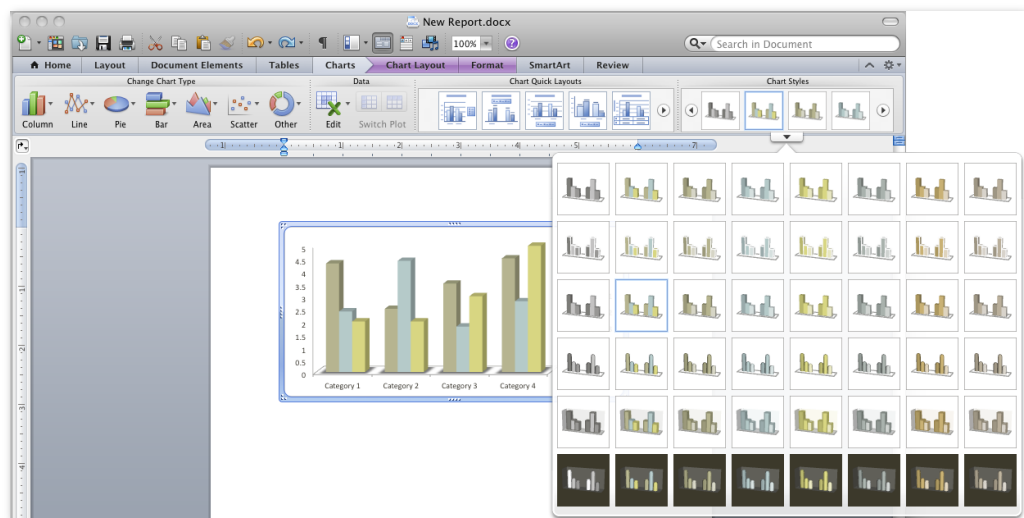 New Report.docx
100%
Search in Document
Home Layout Document Elements Tables Charts Chart Layout Format SmartArt Review
Change Chart Type Data Chart Quick Layouts Chart Styles
Column Line Pie Bar Area Scatter Other Edit Switch Plot
5
4.5
4
3.5
3
2.5
2
1.5
1
0.5
0
Category 1 Category 2 Category 3 Category 4